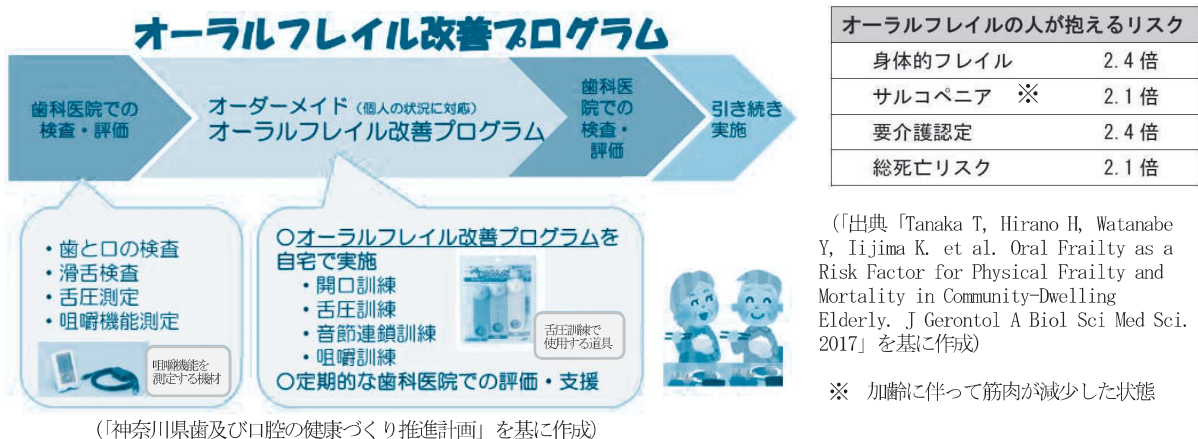 オーラルフレイル改善プログラム
歯科医院での
検査・評価
オーダーメイド（個人の状況に対応）
オーラルフレイル改善プログラム
歯科医
院での
検査・
評価
引き続き
実施
・歯と口の検査
・滑舌検査
・舌圧測定
・咀嚼機能測定
咀嚼機能を
測定する機材
○オーラルフレイル改善プログラムを
自宅で実施
・開口訓練
・舌圧訓練
・音節連鎖訓練
・咀嚼訓練
○定期的な歯科医院での評価・支援
舌圧訓練で
使用する道具
（「神奈川県歯及び口腔の健康づくり推進計画」を基に作成）
オーラルフレイルの人が抱えるリスク
身体的フレイル 2.4倍
サルコペニア ※ 2.1倍
要介護認定 2.4倍
総死亡リスク 2.1倍
（「出典「Tanaka T, Hirano H, Watanabe
Y, Iijima K. et al. Oral Frailty as a
Risk Factor for Physical Frailty and
Mortality in Community-Dwelling
Elderly. J Gerontol A Biol Sci Med Sci.
2017」を基に作成）
※ 加齢に伴って筋肉が減少した状態